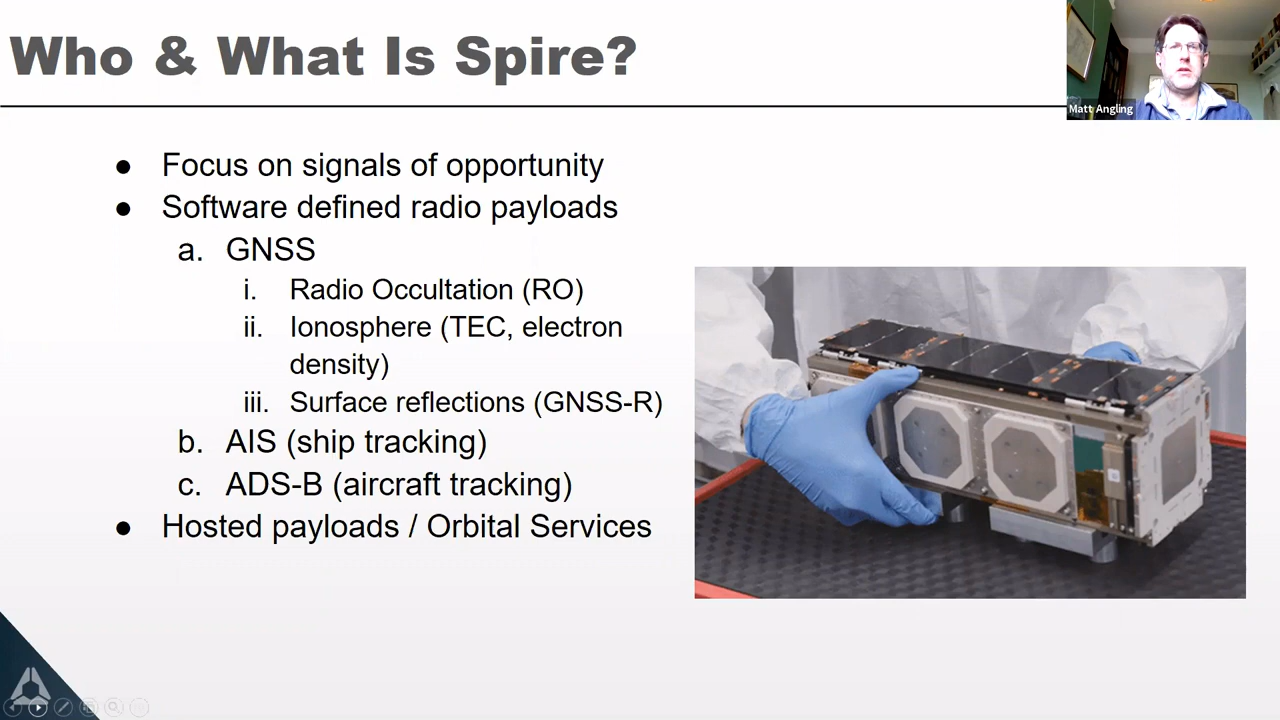 Who & What Is Spire?
Matt Angling
● Focus on signals of opportunity
● Software defined radio payloads
a. GNSS
i. Radio Occultation (RO)
ii. Ionosphere (TEC, electron
density)
iii. Surface reflections (GNSS-R)
b. AIS (ship tracking)
c. ADS-B (aircraft tracking)
● Hosted payloads / Orbital Services